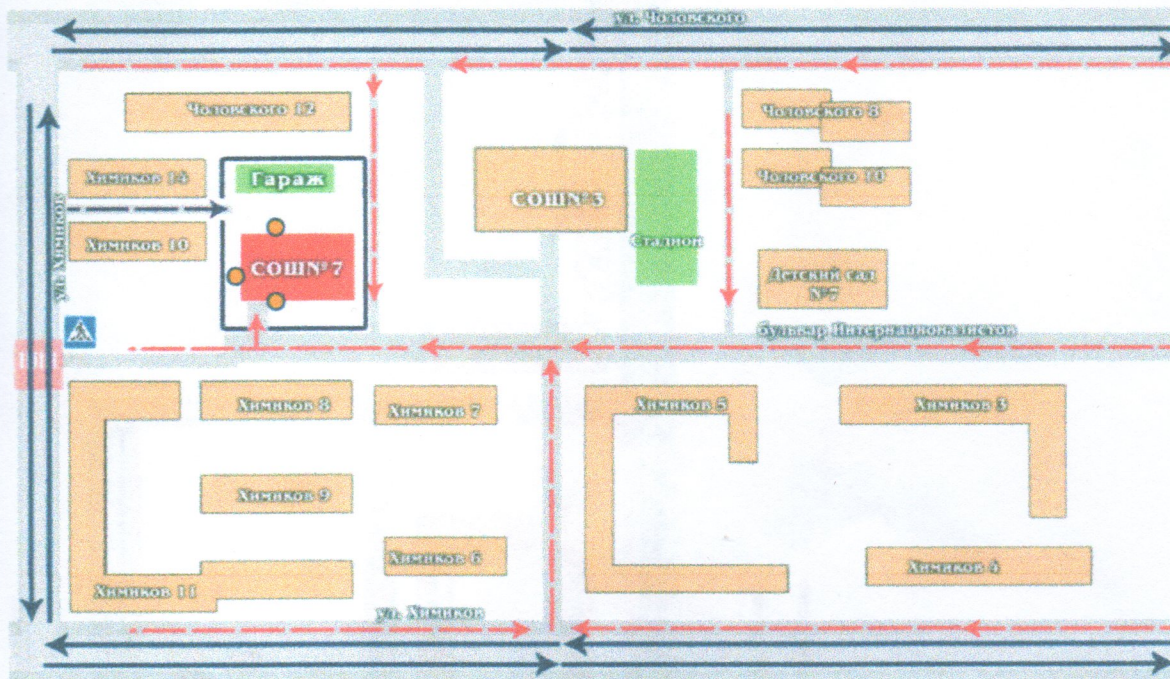 ул. Чоловского
Чоловского 12
Чоловского 8
Химиков 14
Гараж
СОШ№3
Чоловского 10
ул. Химиков
Химиков 10
СОШ№7
Стадион
Детский сад
№7
бульвар Интернационалистов
Химиков 8
Химиков 7
Химиков 5
Химиков 3
Химиков 9
Химиков 6
Химиков 4
Химиков 11
ул. Химиков